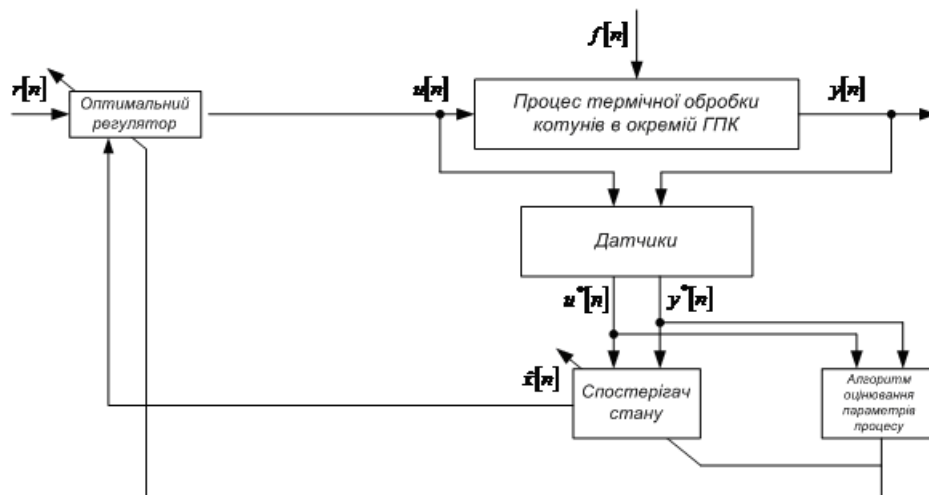 f[n]
r[n]
Оптимальний
регулятор
u[n]
Процес термічної обробки
котунів в окремій ГПК
y[n]
Датчики
u*[n]
y*[n]
x̂[n]
Спостерігач
стану
Алгоритм
оцінювання
параметрів
процесу